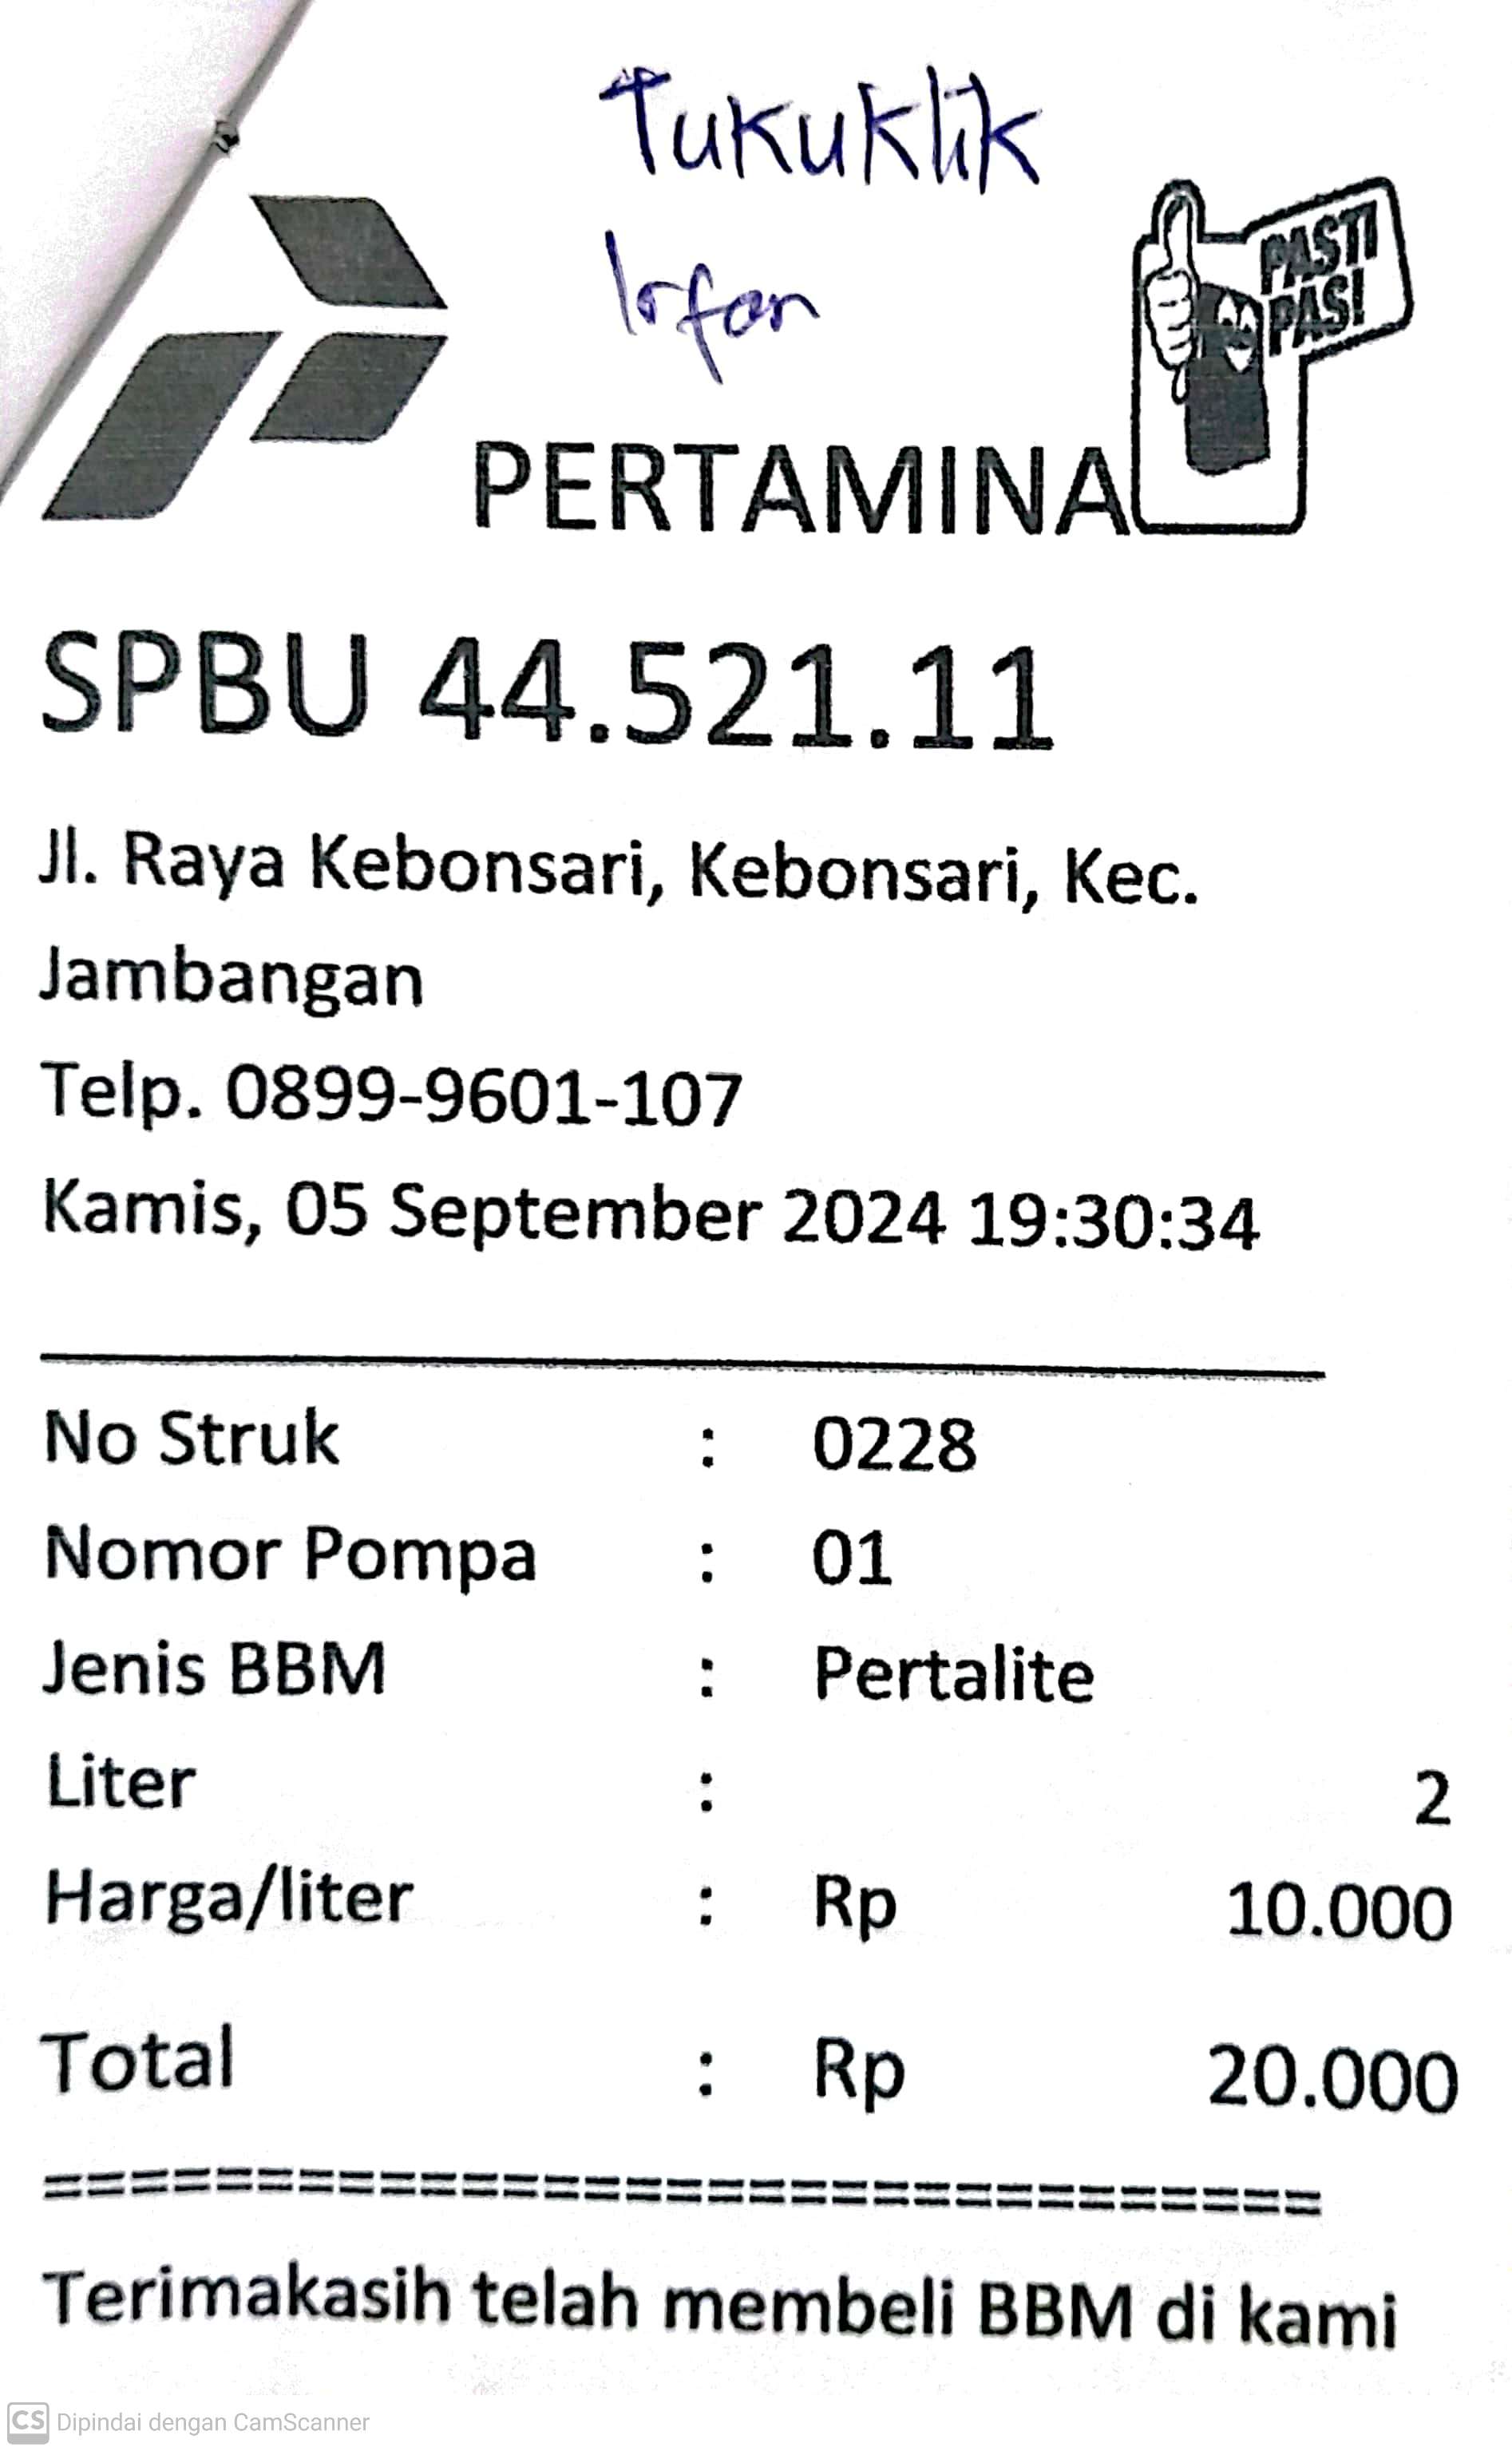 Tukuklik
Irfan
PASTI
PAS!
PERTAMINA
SPBU 44.521.11
Jl. Raya Kebonsari, Kebonsari, Kec.
Jambangan
Telp. 0899-9601-107
Kamis, 05 September 2024 19:30:34
No Struk : 0228
Nomor Pompa : 01
Jenis BBM : Pertalite
Liter : 2
Harga/liter : Rp 10.000
Total : Rp 20.000
===============================
Terimakasih telah membeli BBM di kami
CS Dipindai dengan CamScanner